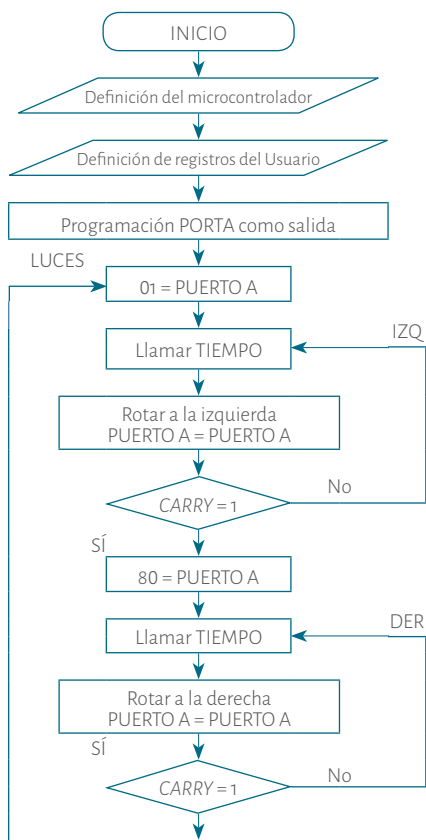 INICIO
Definición del microcontrolador
Definición de registros del Usuario
Programación PORTA como salida
LUCES
01 = PUERTO A
IZQ
Llamar TIEMPO
Rotar a la izquierda
PUERTO A = PUERTO A
CARRY = 1
No
SÍ
80 = PUERTO A
DER
Llamar TIEMPO
Rotar a la derecha
PUERTO A = PUERTO A
SÍ
CARRY = 1
No